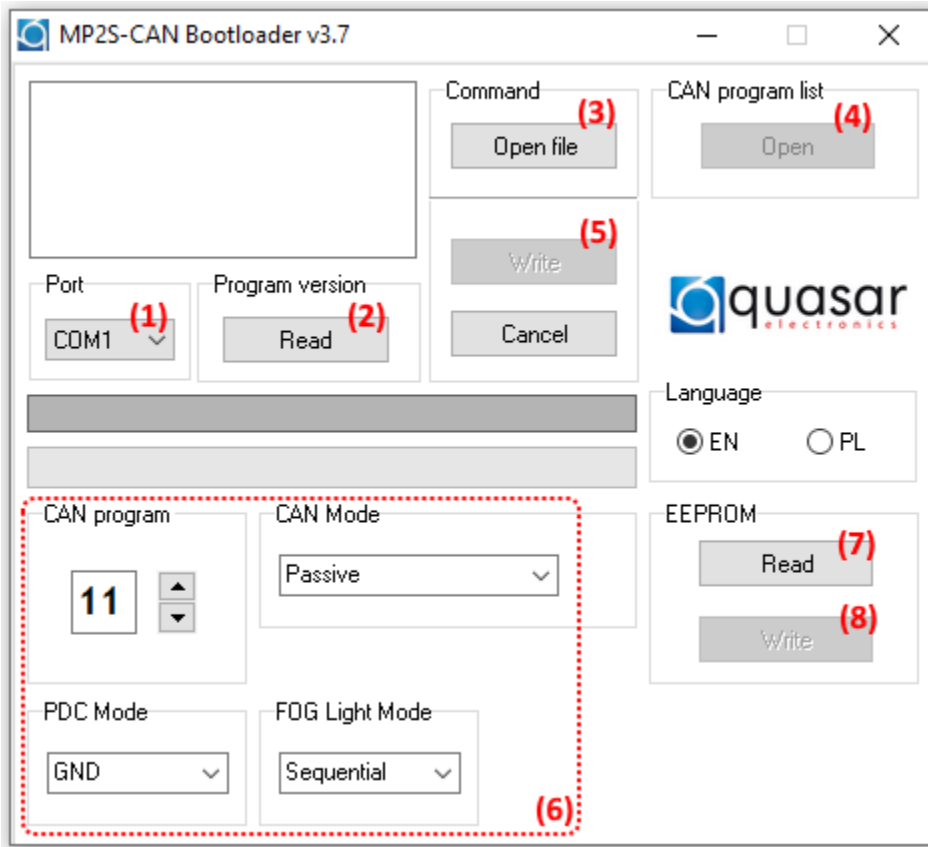 MP2S-CAN Bootloader v3.7
Command
(3)
Open file
CAN program list
(4)
Open
(5)
Write
Cancel
Port
(1)
COM1
Program version
(2)
Read
quasar
electronics
Language
EN
PL
CAN program
11
CAN Mode
Passive
EEPROM
(7)
Read
(8)
Write
PDC Mode
GND
FOG Light Mode
Sequential
(6)